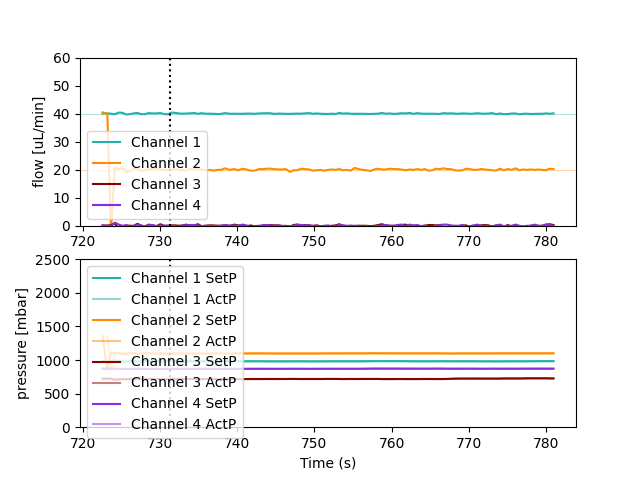 60
50
40
30
20
10
0
flow [uL/min]
Channel 1
Channel 2
Channel 3
Channel 4
720 730 740 750 760 770 780
2500
2000
1500
1000
500
0
pressure [mbar]
Channel 1 SetP
Channel 1 ActP
Channel 2 SetP
Channel 2 ActP
Channel 3 SetP
Channel 3 ActP
Channel 4 SetP
Channel 4 ActP
720 730 740 750 760 770 780
Time (s)